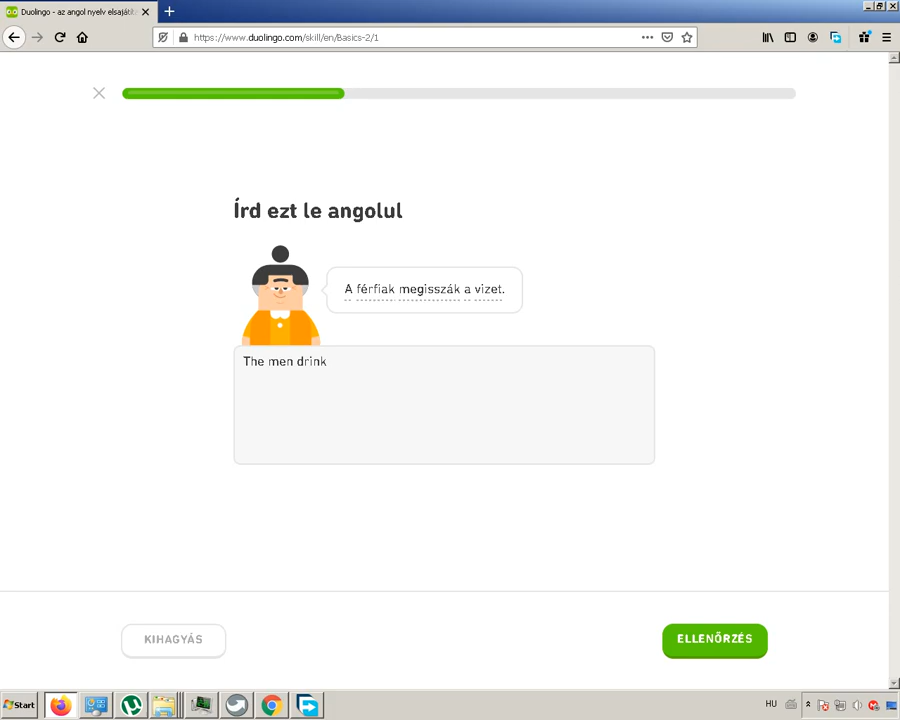 Duolingo - az angol nyelv elsajátít
https://www.duolingo.com/skill/en/Basics-2/1
Írd ezt le angolul
A férfiak megisszák a vizet.
The men drink
KIHAGYÁS
ELLENŐRZÉS
Start
HU